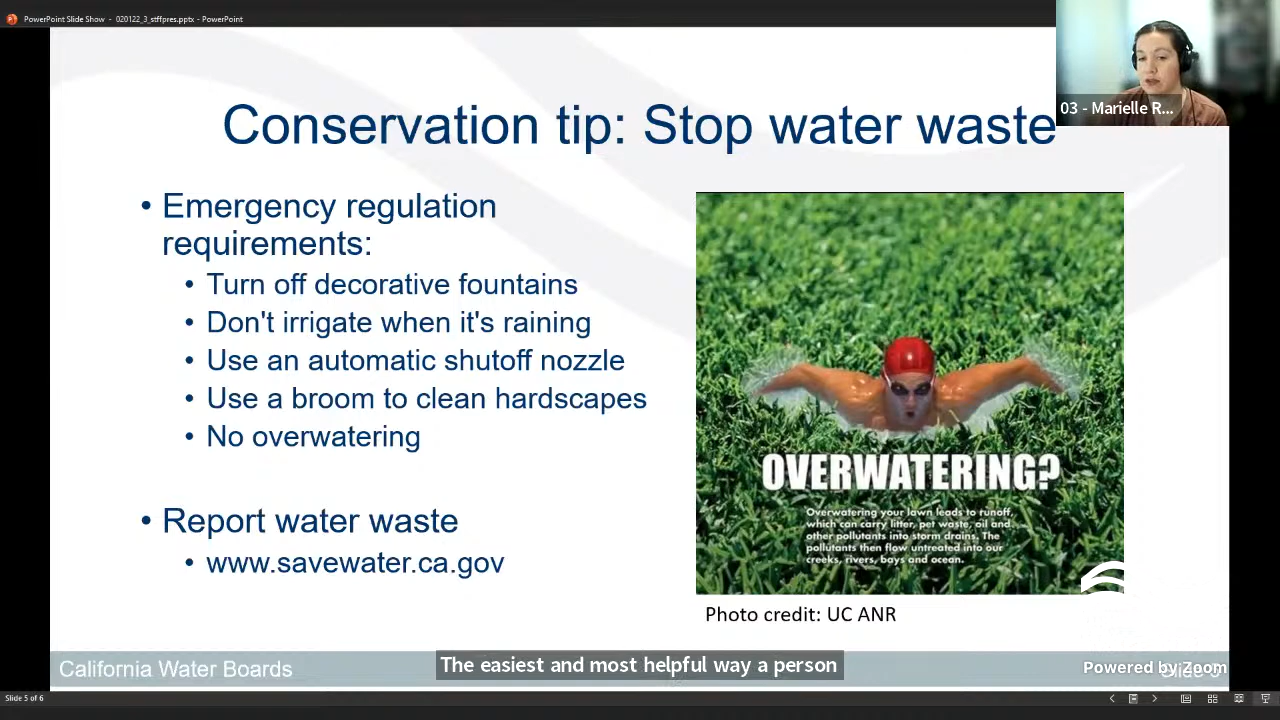 PowerPoint Slide Show - 020122_3_stffpres.pptx - PowerPoint
03 - Marielle R...
Conservation tip: Stop water waste
• Emergency regulation
requirements:
• Turn off decorative fountains
• Don't irrigate when it's raining
• Use an automatic shutoff nozzle
• Use a broom to clean hardscapes
• No overwatering
• Report water waste
• www.savewater.ca.gov
OVERWATERING?
Overwatering your lawn leads to runoff,
which can carry litter, pet waste, oil and
other pollutants into storm drains. The
pollutants then flow untreated into our
creeks, rivers, bays and ocean.
Photo credit: UC ANR
California Water Boards
The easiest and most helpful way a person
Powered by Zoom
Slide
Slide 5 of 6